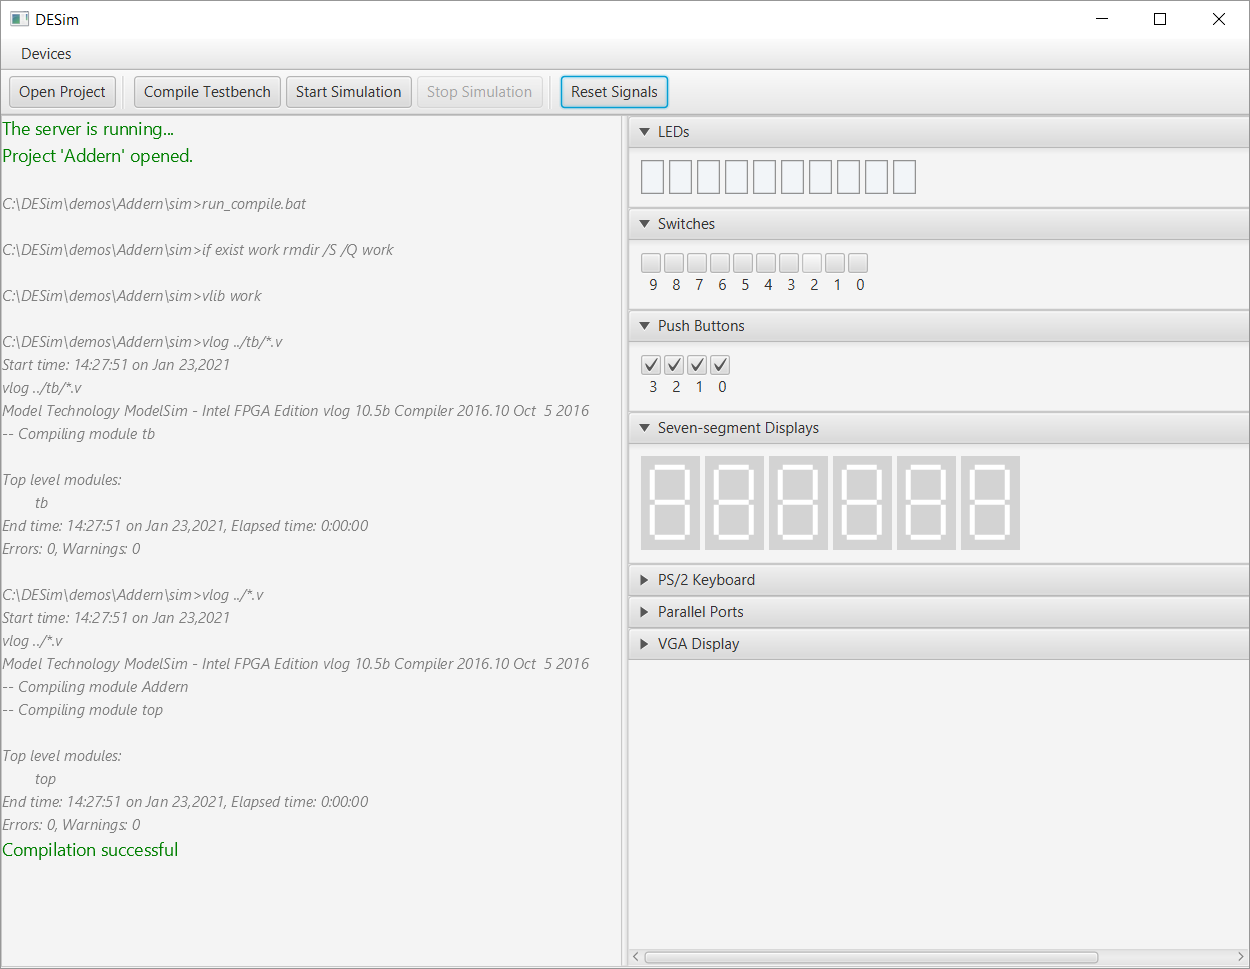 DESim
Devices
Open Project Compile Testbench Start Simulation Stop Simulation Reset Signals
The server is running...
Project 'Addern' opened.
C:\DESim\demos\Addern\sim>run_compile.bat
C:\DESim\demos\Addern\sim>if exist work rmdir /S /Q work
C:\DESim\demos\Addern\sim>vlib work
C:\DESim\demos\Addern\sim>vlog ../tb/*.v
Start time: 14:27:51 on Jan 23,2021
vlog ../tb/*.v
Model Technology ModelSim - Intel FPGA Edition vlog 10.5b Compiler 2016.10 Oct  5 2016
-- Compiling module tb
Top level modules:
tb
End time: 14:27:51 on Jan 23,2021, Elapsed time: 0:00:00
Errors: 0, Warnings: 0
C:\DESim\demos\Addern\sim>vlog ../*.v
Start time: 14:27:51 on Jan 23,2021
vlog ../*.v
Model Technology ModelSim - Intel FPGA Edition vlog 10.5b Compiler 2016.10 Oct  5 2016
-- Compiling module Addern
-- Compiling module top
Top level modules:
top
End time: 14:27:51 on Jan 23,2021, Elapsed time: 0:00:00
Errors: 0, Warnings: 0
Compilation successful
LEDs
Switches
9 8 7 6 5 4 3 2 1 0
Push Buttons
3 2 1 0
Seven-segment Displays
PS/2 Keyboard
Parallel Ports
VGA Display